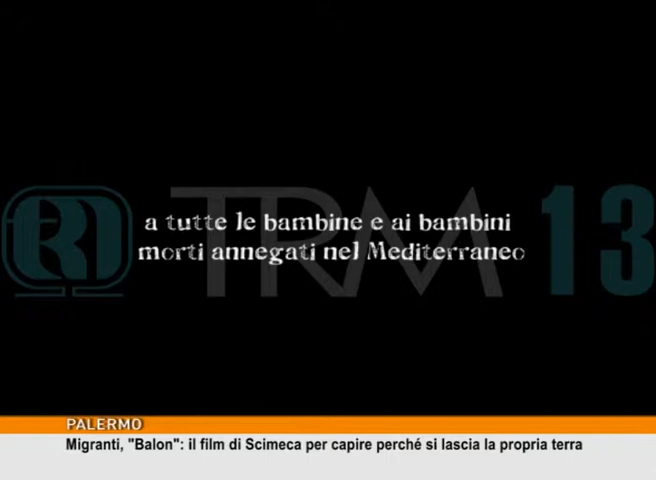 a tutte le bambine e ai bambini
morti annegati nel Mediterraneo
TRM 13
PALERMO
Migranti, "Balon": il film di Scimeca per capire perché si lascia la propria terra